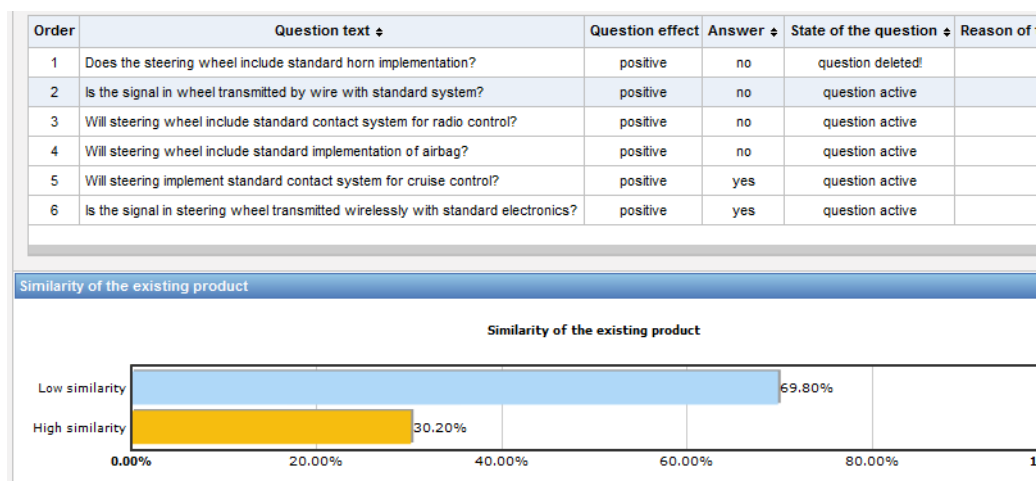 Order Question text Question effect Answer State of the question Reason of
1 Does the steering wheel include standard horn implementation? positive no question deleted!
2 Is the signal in wheel transmitted by wire with standard system? positive no question active
3 Will steering wheel include standard contact system for radio control? positive no question active
4 Will steering wheel include standard implementation of airbag? positive no question active
5 Will steering implement standard contact system for cruise control? positive yes question active
6 Is the signal in steering wheel transmitted wirelessly with standard electronics? positive yes question active
Similarity of the existing product
Similarity of the existing product
Low similarity 69.80%
High similarity 30.20%
0.00% 20.00% 40.00% 60.00% 80.00%